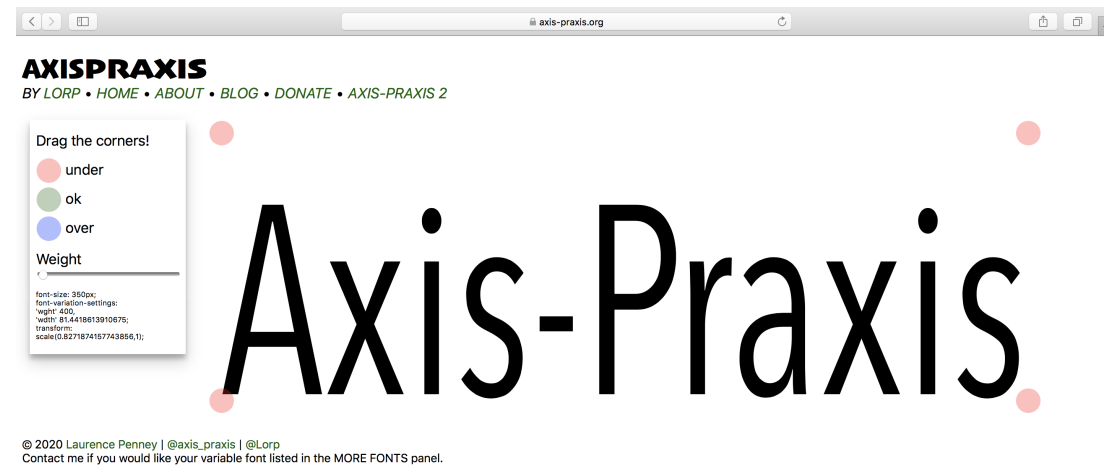 axis-praxis.org
AXISPRAXIS
BY LORP • HOME • ABOUT • BLOG • DONATE • AXIS-PRAXIS 2
Drag the corners!
under
ok
over
Weight
font-size: 350px;
font-variation-settings:
'wght' 400,
'wdth' 81.4418613910675;
transform:
scale(0.8271874157743856,1);
Axis-Praxis
© 2020 Laurence Penney | @axis_praxis | @Lorp
Contact me if you would like your variable font listed in the MORE FONTS panel.